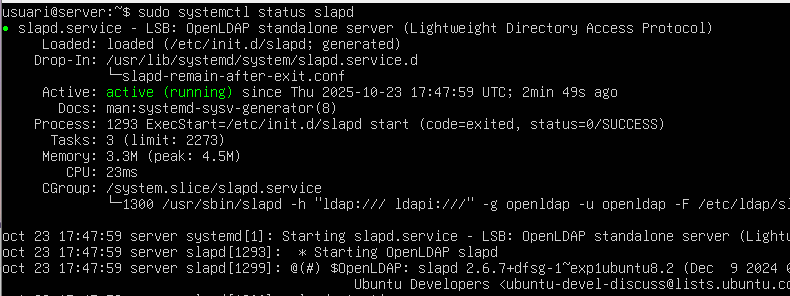 usuari@server:~$ sudo systemctl status slapd
● slapd.service - LSB: OpenLDAP standalone server (Lightweight Directory Access Protocol)
Loaded: loaded (/etc/init.d/slapd; generated)
Drop-In: /usr/lib/systemd/system/slapd.service.d
└─slapd-remain-after-exit.conf
Active: active (running) since Thu 2025-10-23 17:47:59 UTC; 2min 49s ago
Docs: man:systemd-sysv-generator(8)
Process: 1293 ExecStart=/etc/init.d/slapd start (code=exited, status=0/SUCCESS)
Tasks: 3 (limit: 2273)
Memory: 3.3M (peak: 4.5M)
CPU: 23ms
CGroup: /system.slice/slapd.service
└─1300 /usr/sbin/slapd -h "ldap:/// ldapi:///" -g openldap -u openldap -F /etc/ldap/sl
oct 23 17:47:59 server systemd[1]: Starting slapd.service - LSB: OpenLDAP standalone server (Lightw
oct 23 17:47:59 server slapd[1293]:  * Starting OpenLDAP slapd
oct 23 17:47:59 server slapd[1299]: @(#) $OpenLDAP: slapd 2.6.7+dfsg-1~exp1ubuntu8.2 (Dec  9 2024 0
Ubuntu Developers <ubuntu-devel-discuss@lists.ubuntu.co